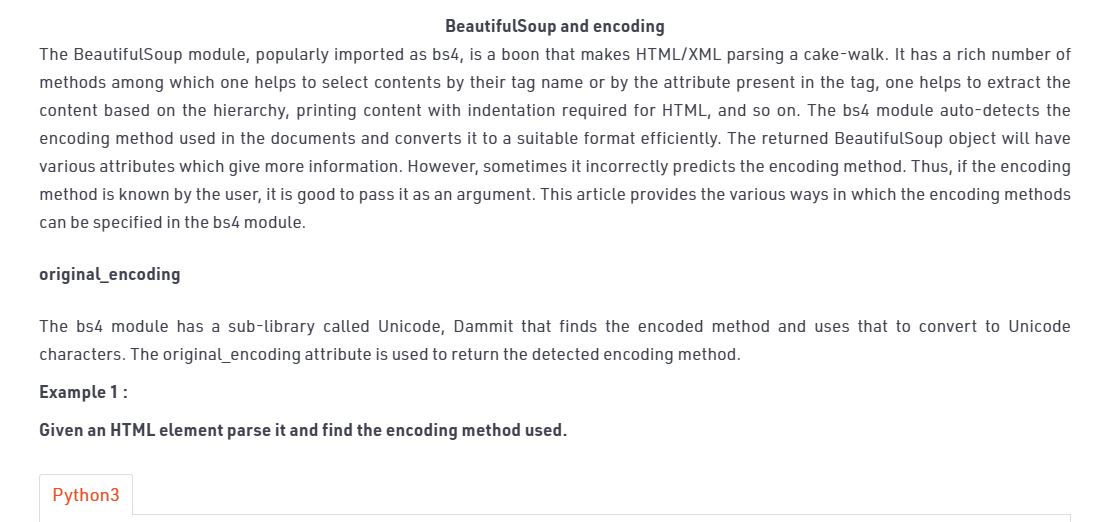 BeautifulSoup and encoding
The BeautifulSoup module, popularly imported as bs4, is a boon that makes HTML/XML parsing a cake-walk. It has a rich number of
methods among which one helps to select contents by their tag name or by the attribute present in the tag, one helps to extract the
content based on the hierarchy, printing content with indentation required for HTML, and so on. The bs4 module auto-detects the
encoding method used in the documents and converts it to a suitable format efficiently. The returned BeautifulSoup object will have
various attributes which give more information. However, sometimes it incorrectly predicts the encoding method. Thus, if the encoding
method is known by the user, it is good to pass it as an argument. This article provides the various ways in which the encoding methods
can be specified in the bs4 module.
original_encoding
The bs4 module has a sub-library called Unicode, Dammit that finds the encoded method and uses that to convert to Unicode
characters. The original_encoding attribute is used to return the detected encoding method.
Example 1 :
Given an HTML element parse it and find the encoding method used.
Python3